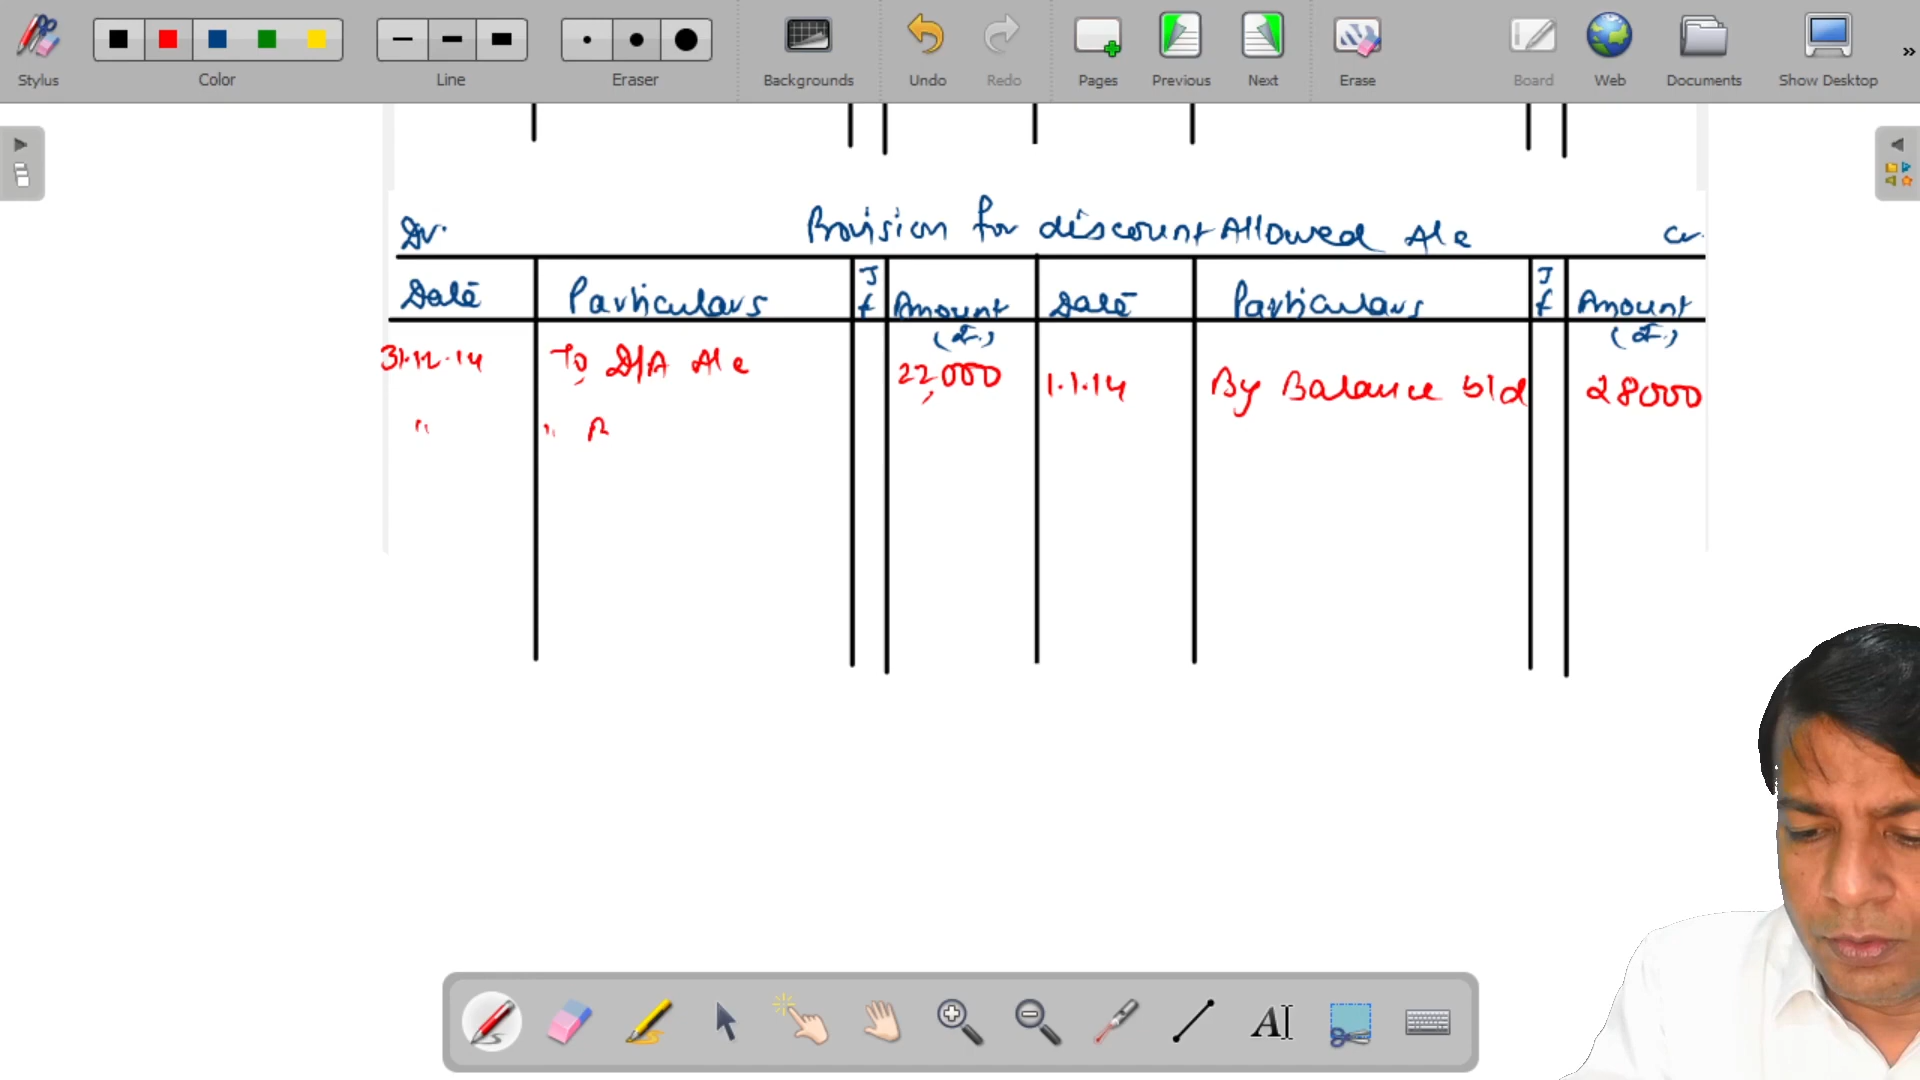 Stylus Color Line Eraser Backgrounds Undo Redo Pages Previous Next Erase Board Web Documents Show Desktop »
Dr. Provision for discount Allowed A/c Cr.
Date Particulars J f Amount (₹.) Date Particulars J f Amount (₹.)
31.12.14 To D/A A/c 22,000 1.1.14 By Balance b/d 28000
" " B